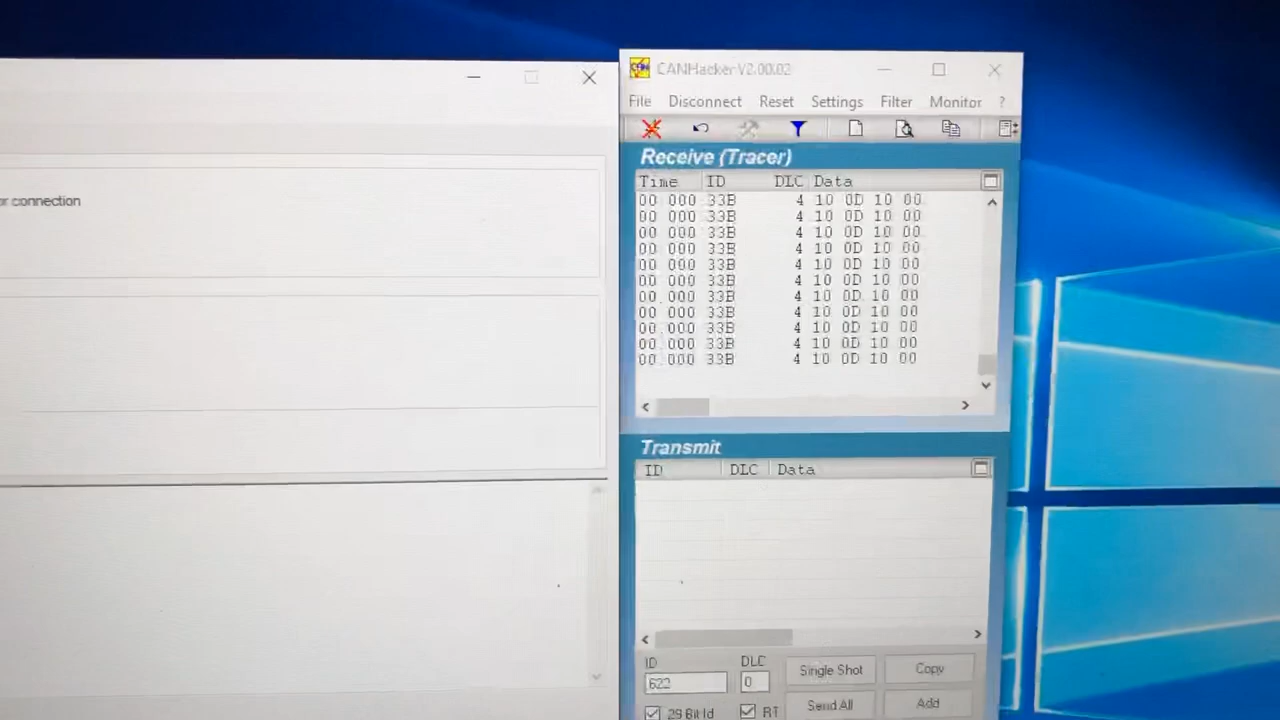 CANHacker V2.00.02
File Disconnect Reset Settings Filter Monitor ?
or connection
Receive (Tracer)
Time ID DLC Data
00.000 33B 4 10 0D 10 00
00.000 33B 4 10 0D 10 00
00.000 33B 4 10 0D 10 00
00.000 33B 4 10 0D 10 00
00.000 33B 4 10 0D 10 00
00.000 33B 4 10 0D 10 00
00.000 33B 4 10 0D 10 00
00.000 33B 4 10 0D 10 00
00.000 33B 4 10 0D 10 00
00.000 33B 4 10 0D 10 00
00.000 33B 4 10 0D 10 00
Transmit
ID DLC Data
ID DLC
622 0 Single Shot Copy
29 Bit Id RT Send All Add